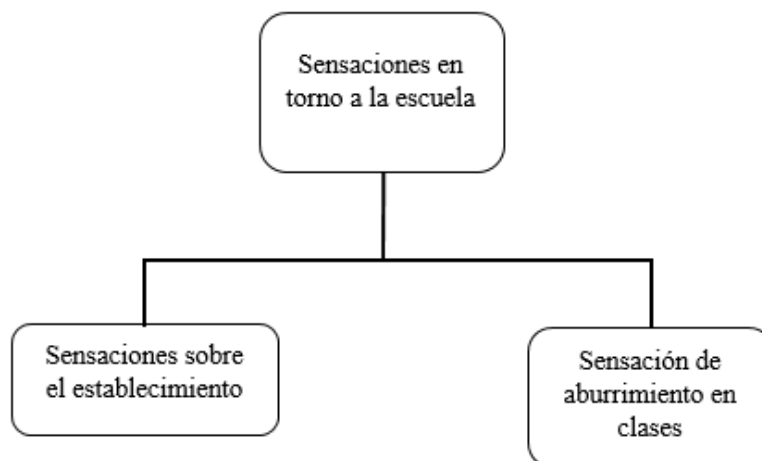 Sensaciones en
torno a la escuela
Sensaciones sobre
el establecimiento
Sensación de
aburrimiento en
clases